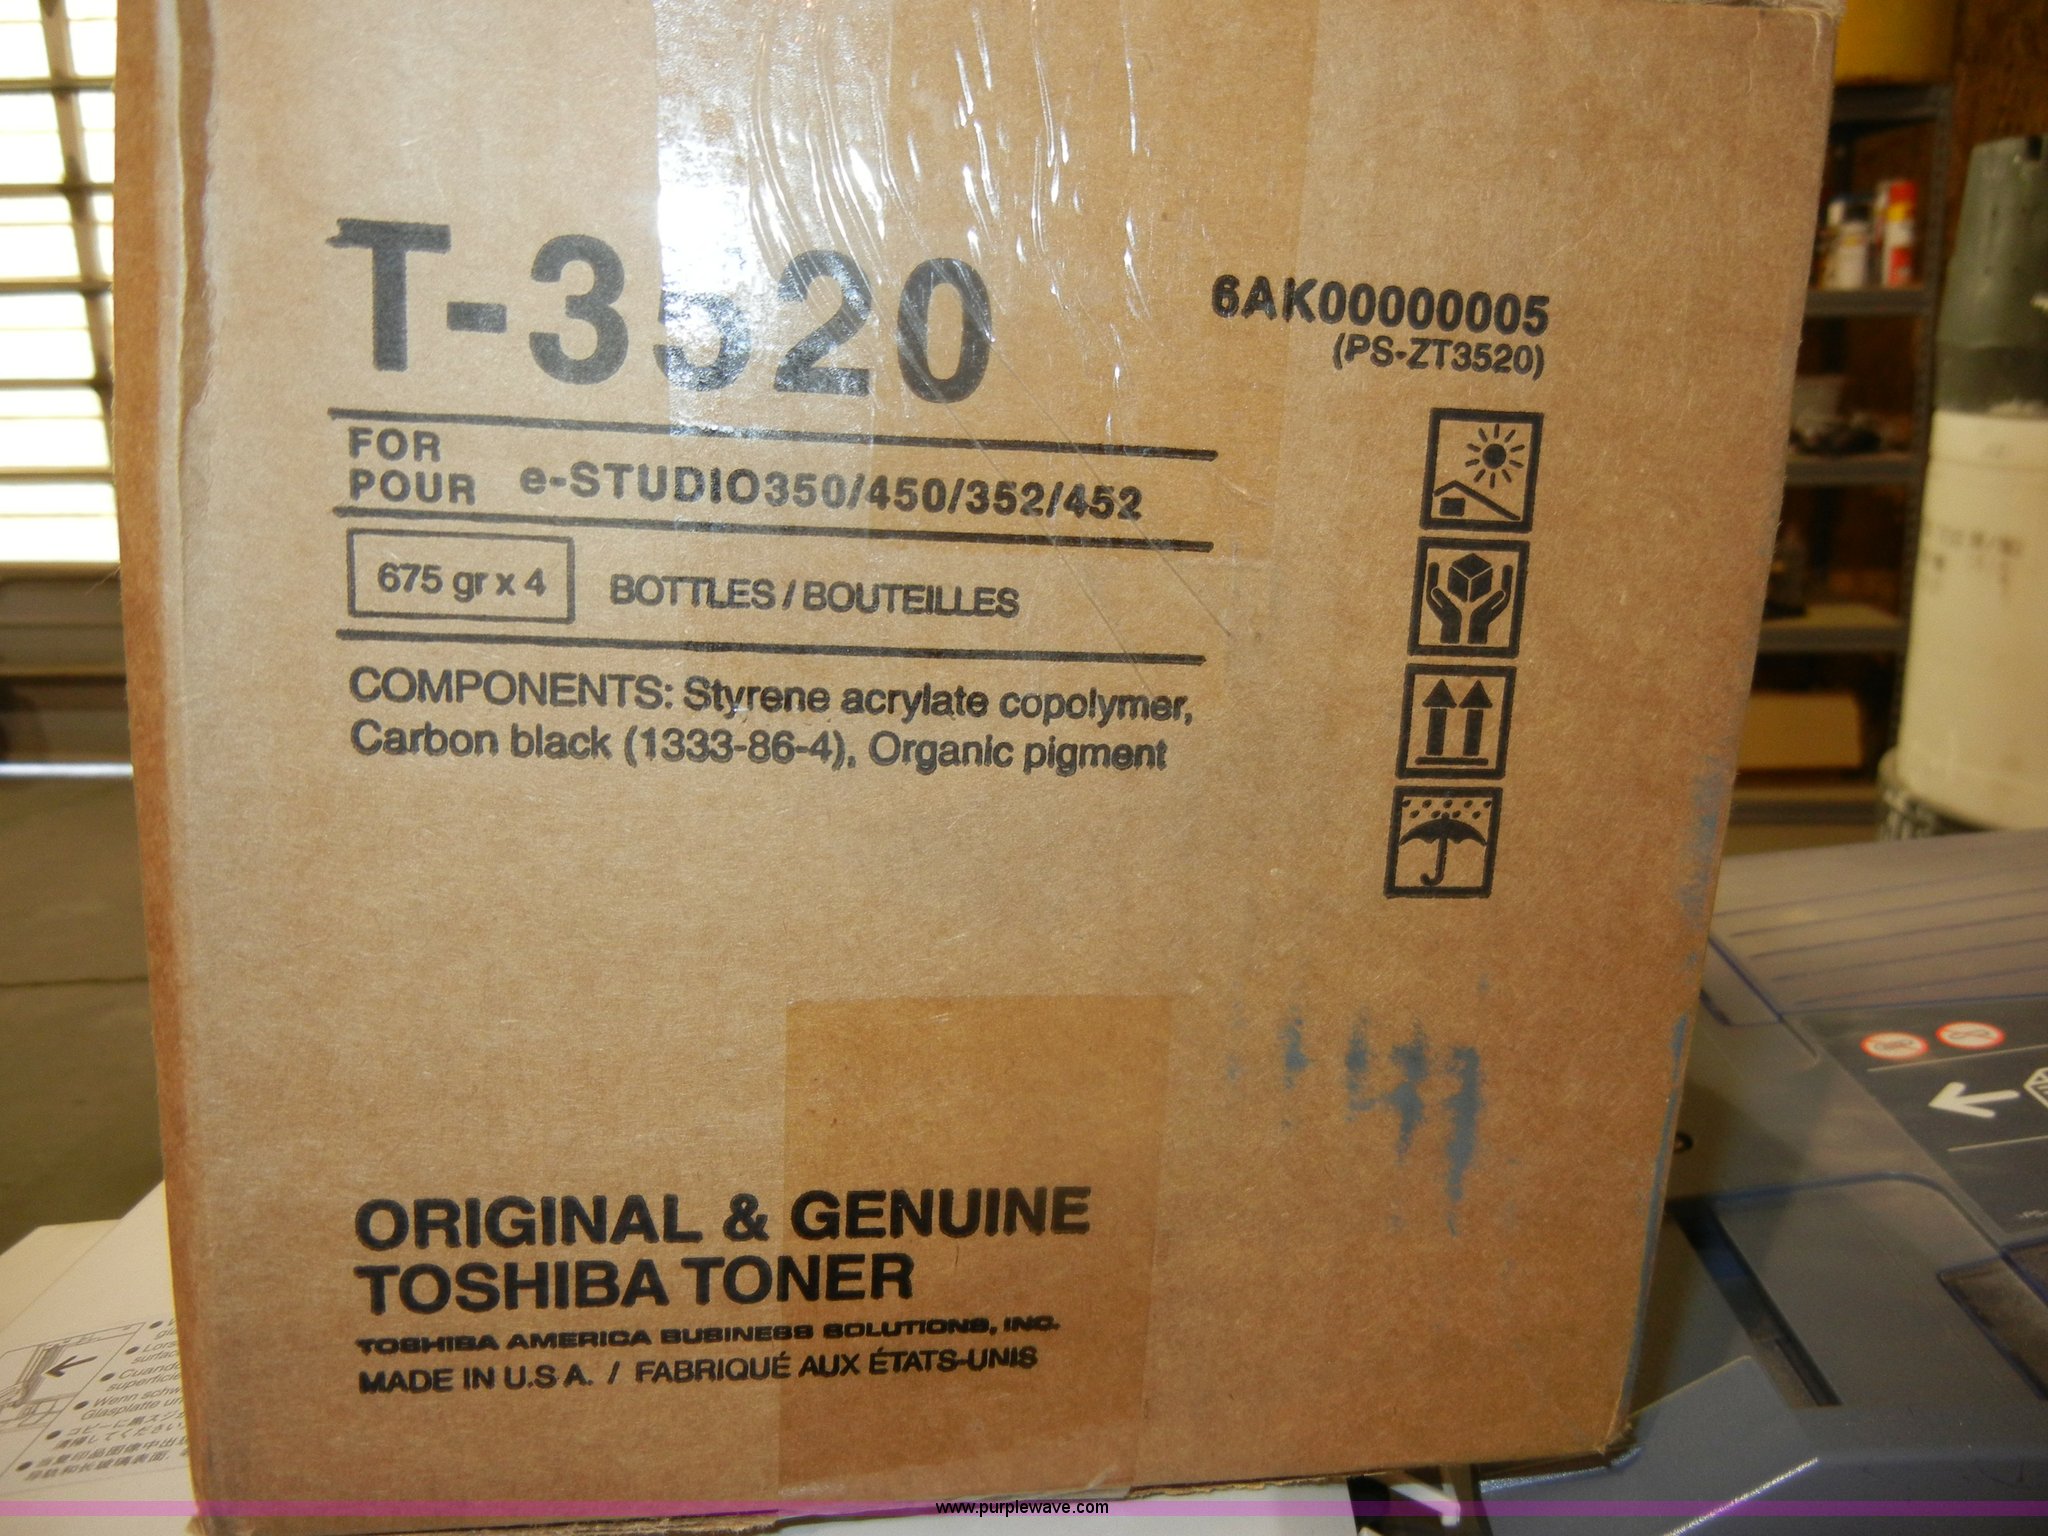 T-3520
6AK00000005
(PS-ZT3520)
FOR
POUR
e-STUDIO350/450/352/452
675 gr x 4
BOTTLES / BOUTEILLES
COMPONENTS: Styrene acrylate copolymer,
Carbon black (1333-86-4), Organic pigment
ORIGINAL & GENUINE
TOSHIBA TONER
TOSHIBA AMERICA BUSINESS SOLUTIONS, INC.
MADE IN U.S.A. / FABRIQUÉ AUX ÉTATS-UNIS
Wenn
www.purplewave.com